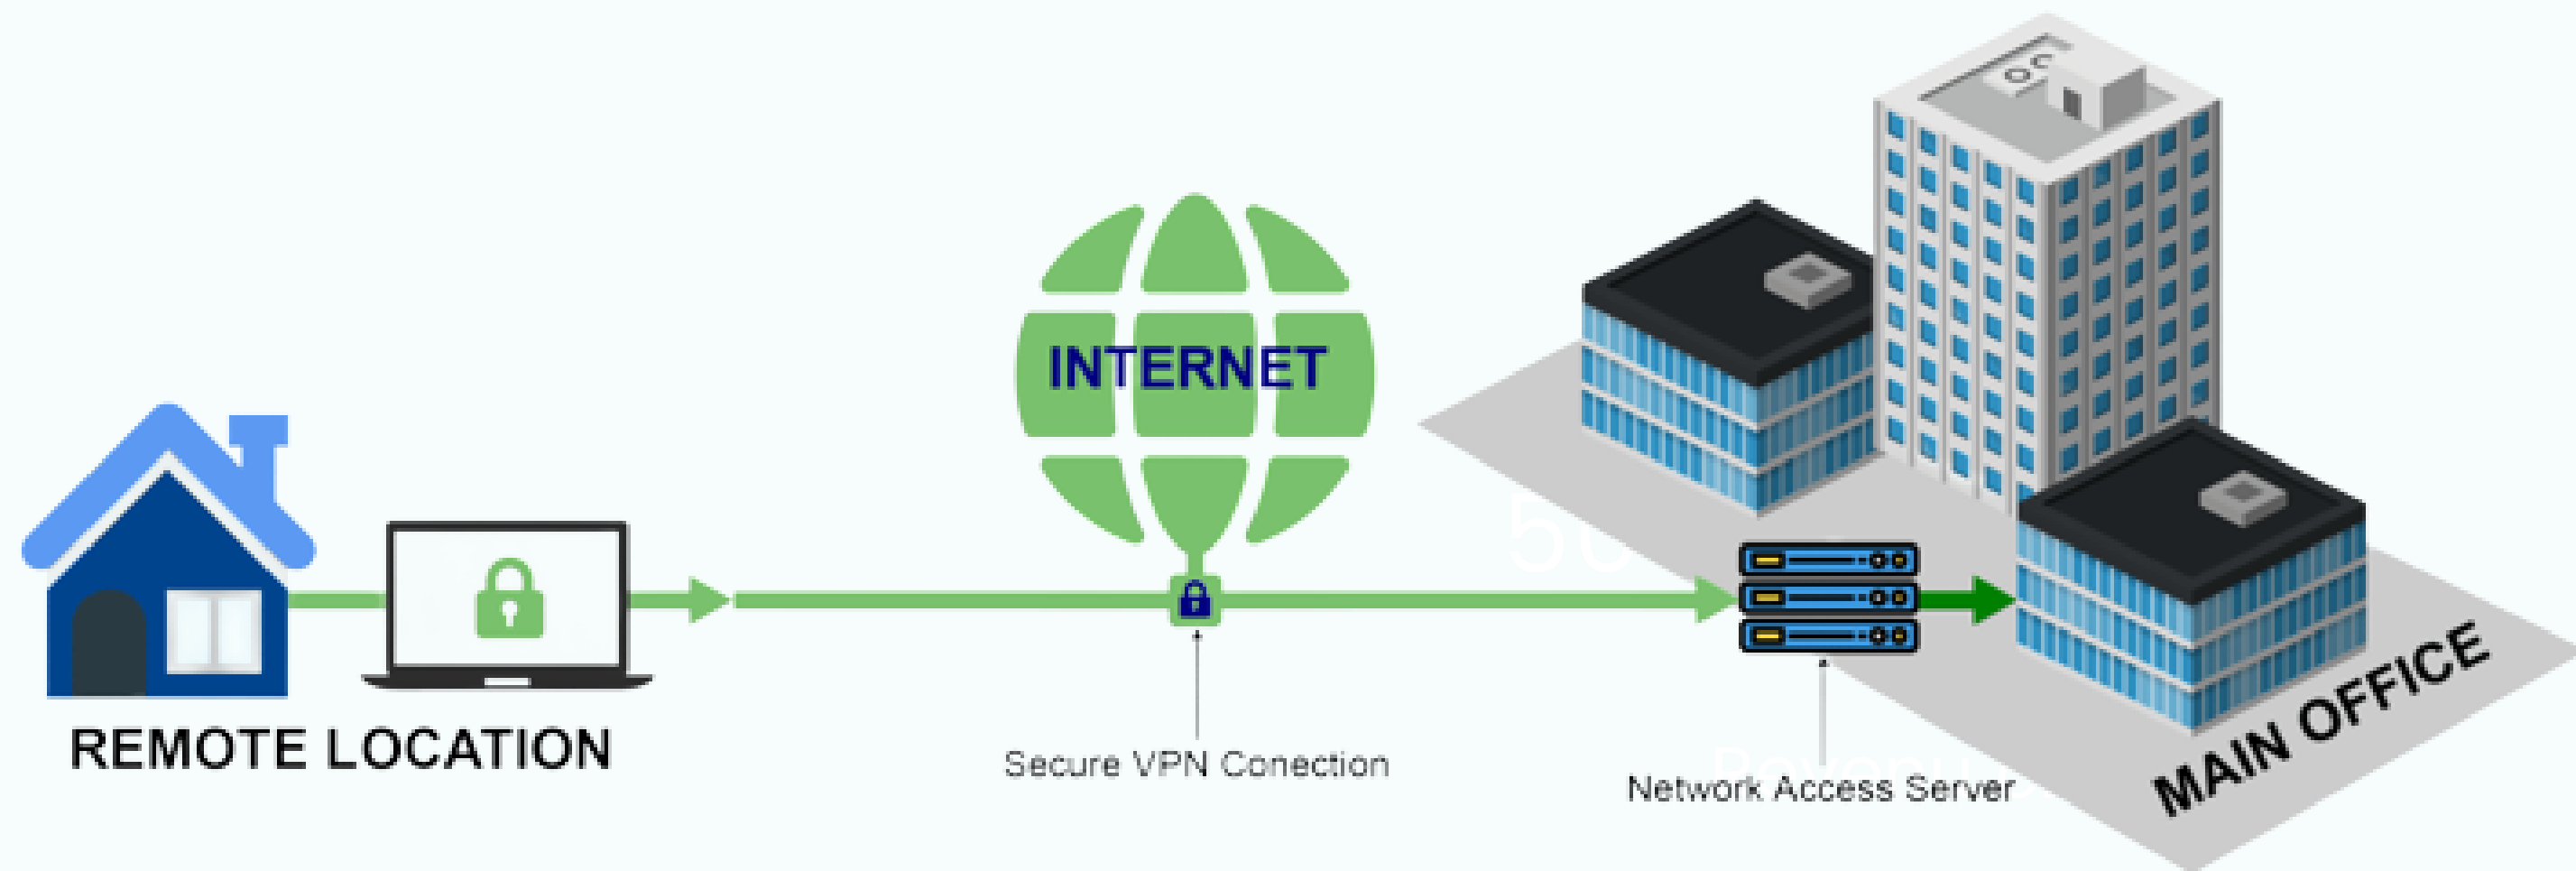 INTERNET
REMOTE LOCATION
Secure VPN Conection
Network Access Server
MAIN OFFICE